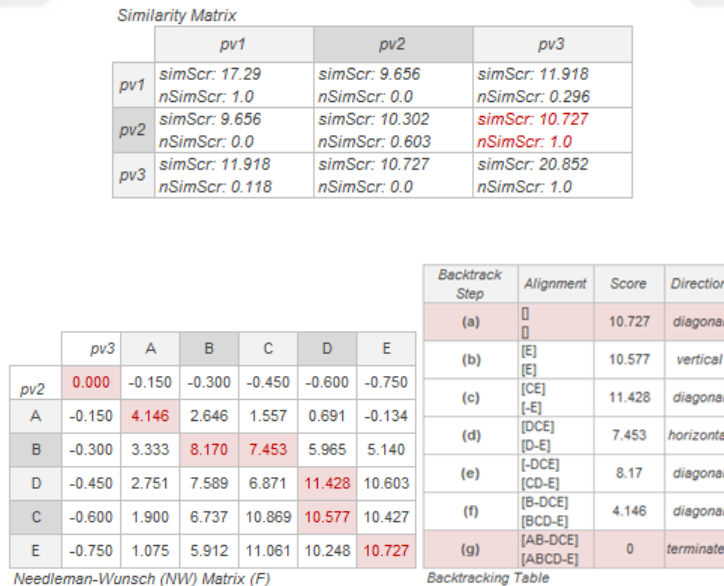 Similarity Matrix
pv1 pv2 pv3
pv1 simScr: 17.29 simScr: 9.656 simScr: 11.918
nSimScr: 1.0 nSimScr: 0.0 nSimScr: 0.296
pv2 simScr: 9.656 simScr: 10.302 simScr: 10.727
nSimScr: 0.0 nSimScr: 0.603 nSimScr: 1.0
pv3 simScr: 11.918 simScr: 10.727 simScr: 20.852
nSimScr: 0.118 nSimScr: 0.0 nSimScr: 1.0
pv3 A B C D E
pv2 0.000 -0.150 -0.300 -0.450 -0.600 -0.750
A -0.150 4.146 2.646 1.557 0.691 -0.134
B -0.300 3.333 8.170 7.453 5.965 5.140
D -0.450 2.751 7.589 6.871 11.428 10.603
C -0.600 1.900 6.737 10.869 10.577 10.427
E -0.750 1.075 5.912 11.061 10.248 10.727
Needleman-Wunsch (NW) Matrix (F)
Backtrack Step Alignment Score Direction
(a) [] 10.727 diagonal
[]
(b) [E] 10.577 vertical
[E]
(c) [CE] 11.428 diagonal
[-E]
(d) [DCE] 7.453 horizonta
[D-E]
(e) [-DCE] 8.17 diagonal
[CD-E]
(f) [B-DCE] 4.146 diagonal
[BCD-E]
(g) [AB-DCE] 0 terminate
[ABCD-E]
Backtracking Table